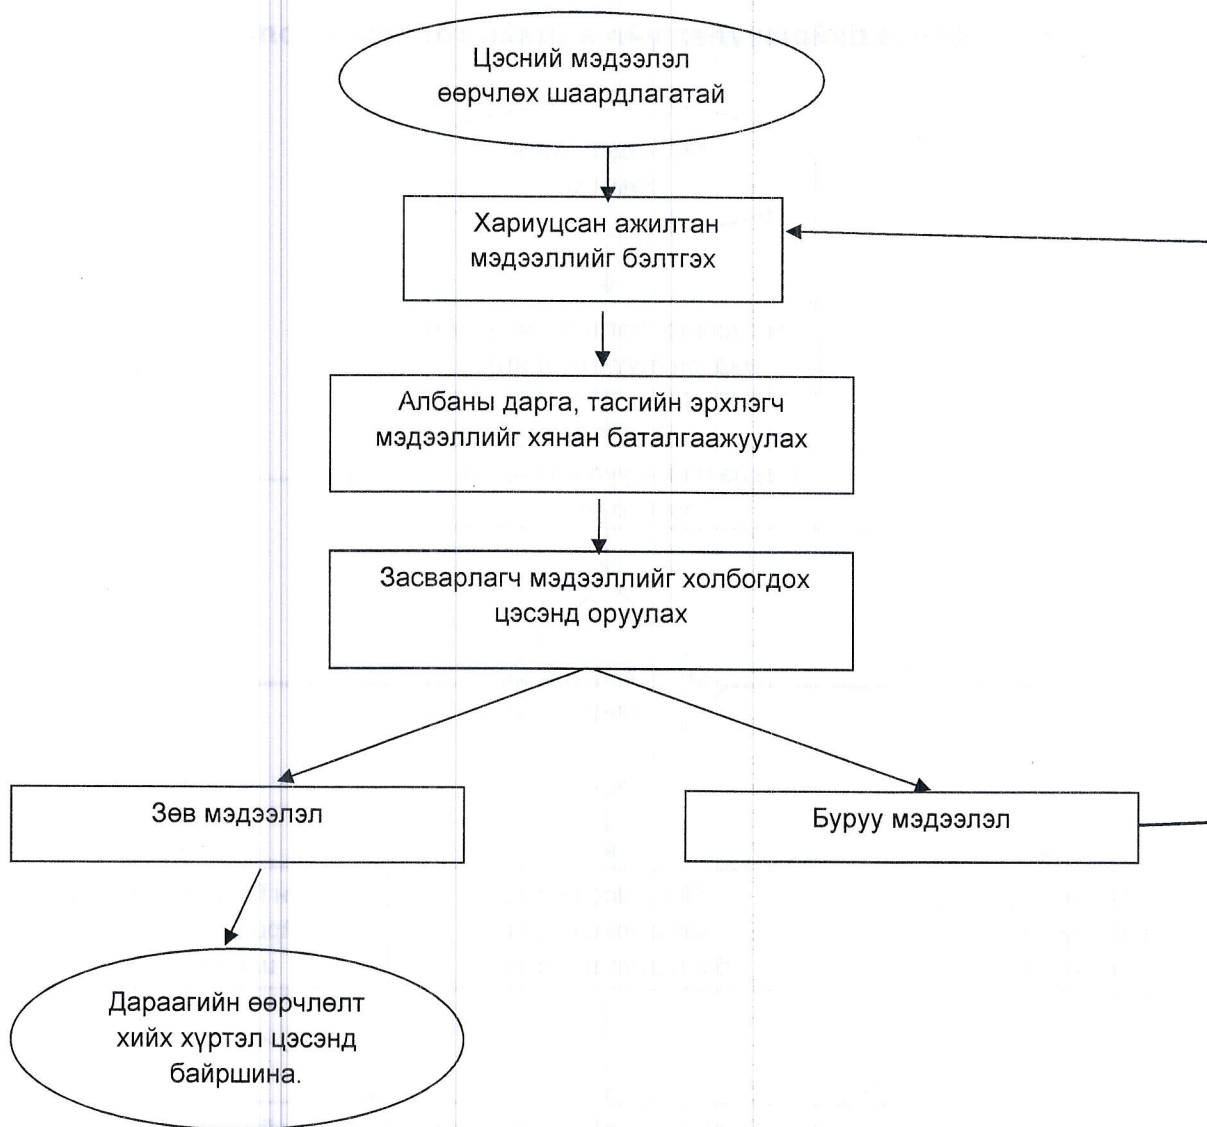 Цэсний мэдээлэл
өөрчлөх шаардлагатай
Хариуцсан ажилтан
мэдээллийг бэлтгэх
Албаны дарга, тасгийн эрхлэгч
мэдээллийг хянан баталгаажуулах
Засварлагч мэдээллийг холбогдох
цэсэнд оруулах
Зөв мэдээлэл
Буруу мэдээлэл
Дараагийн өөрчлөлт
хийх хүртэл цэсэнд
байршина.